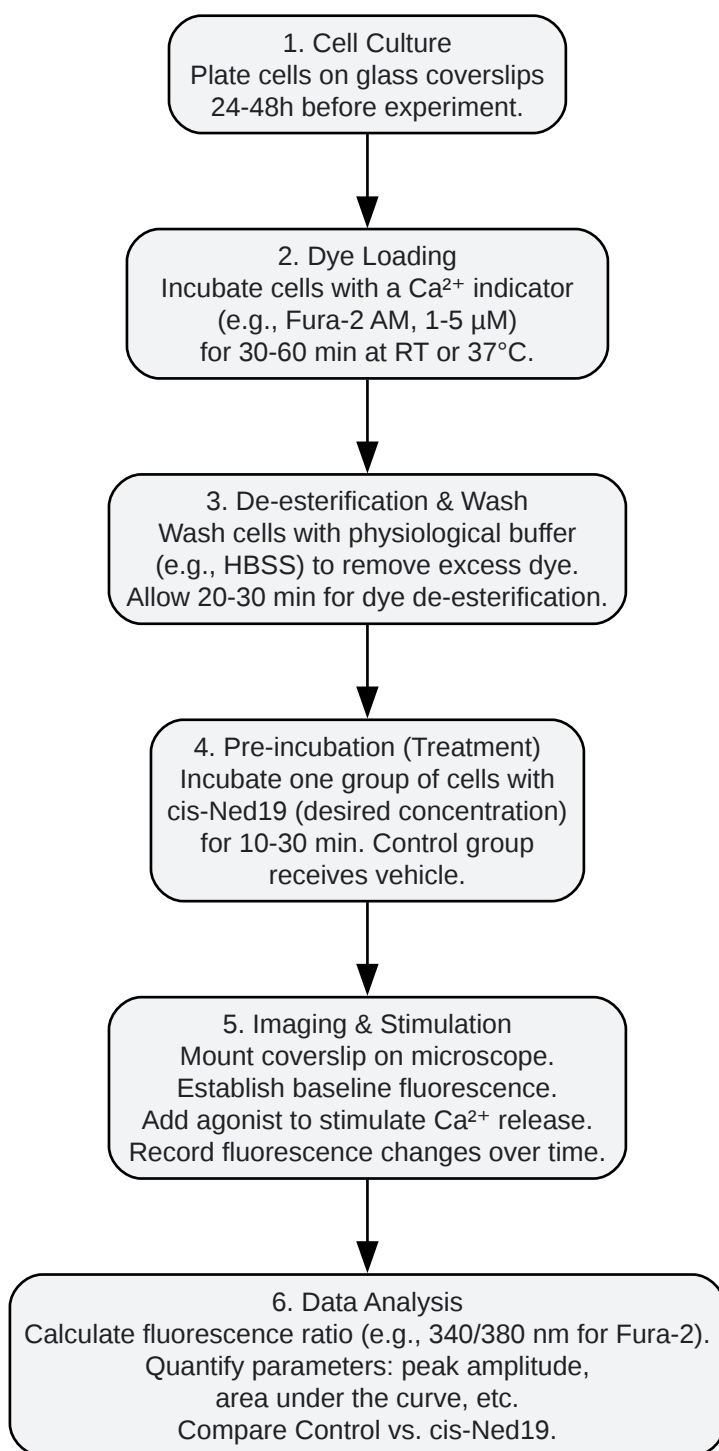 1. Cell Culture
Plate cells on glass coverslips
24-48h before experiment.
2. Dye Loading
Incubate cells with a Ca²⁺ indicator
(e.g., Fura-2 AM, 1-5 µM)
for 30-60 min at RT or 37°C.
3. De-esterification & Wash
Wash cells with physiological buffer
(e.g., HBSS) to remove excess dye.
Allow 20-30 min for dye de-esterification.
4. Pre-incubation (Treatment)
Incubate one group of cells with
cis-Ned19 (desired concentration)
for 10-30 min. Control group
receives vehicle.
5. Imaging & Stimulation
Mount coverslip on microscope.
Establish baseline fluorescence.
Add agonist to stimulate Ca²⁺ release.
Record fluorescence changes over time.
6. Data Analysis
Calculate fluorescence ratio (e.g., 340/380 nm for Fura-2).
Quantify parameters: peak amplitude,
area under the curve, etc.
Compare Control vs. cis-Ned19.